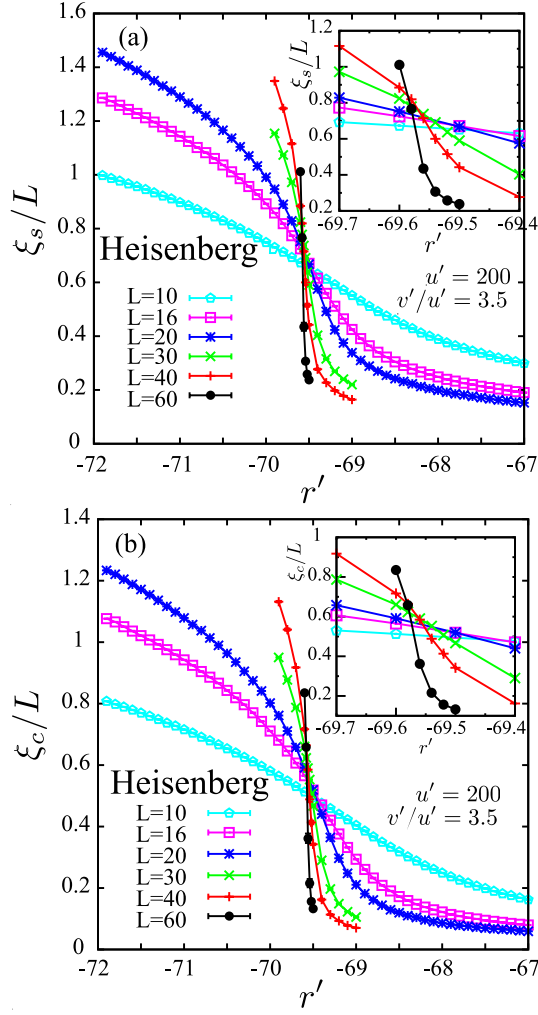 (a)
ξs/L
1.6
1.4
1.2
1
0.8
0.6
0.4
0.2
0
-72
-71
-70
-69
-68
-67
r′
Heisenberg
L=10
L=16
L=20
L=30
L=40
L=60
u′ = 200
v′/u′ = 3.5
ξs/L
1.2
1
0.8
0.6
0.4
0.2
-69.7
-69.6
-69.5
-69.4
r′
(b)
ξc/L
1.4
1.2
1
0.8
0.6
0.4
0.2
0
-72
-71
-70
-69
-68
-67
r′
Heisenberg
L=10
L=16
L=20
L=30
L=40
L=60
u′ = 200
v′/u′ = 3.5
ξc/L
1
0.8
0.6
0.4
0.2
-69.7
-69.6
-69.5
-69.4
r′